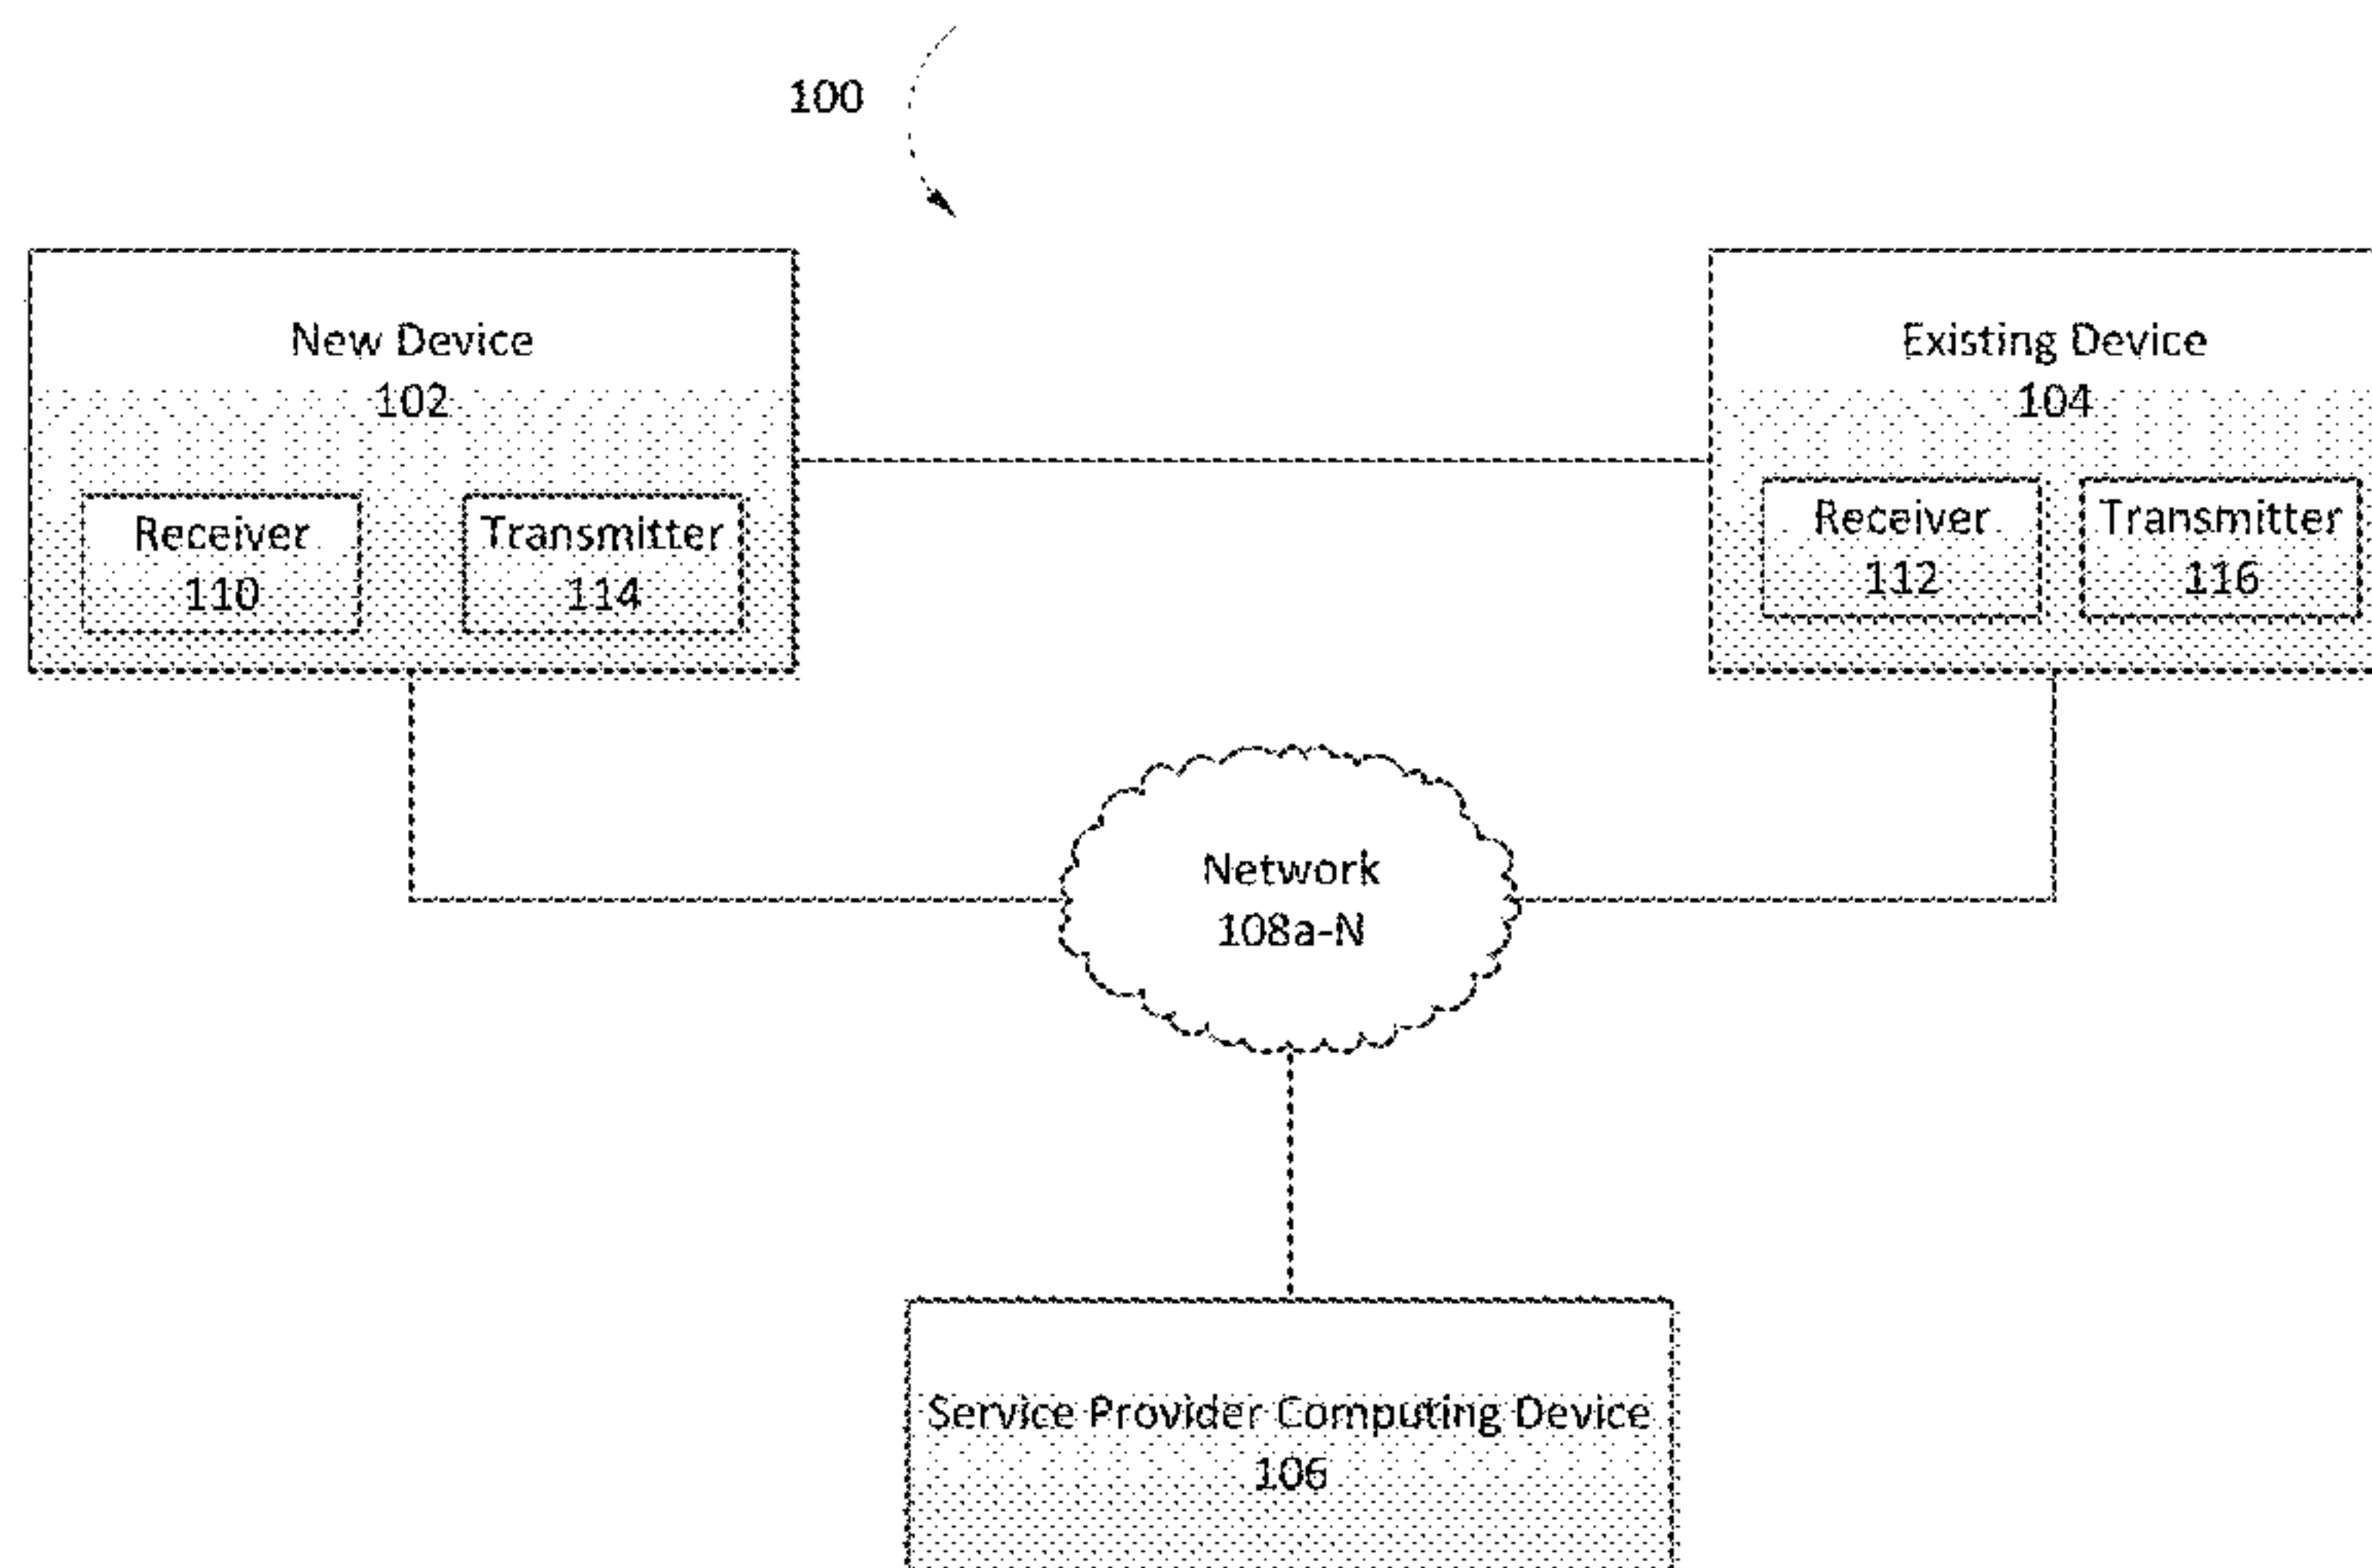 100
New Device
102
Receiver
110
Transmitter
114
Existing Device
104
Receiver
112
Transmitter
116
Network
108a-N
Service Provider Computing Device
106